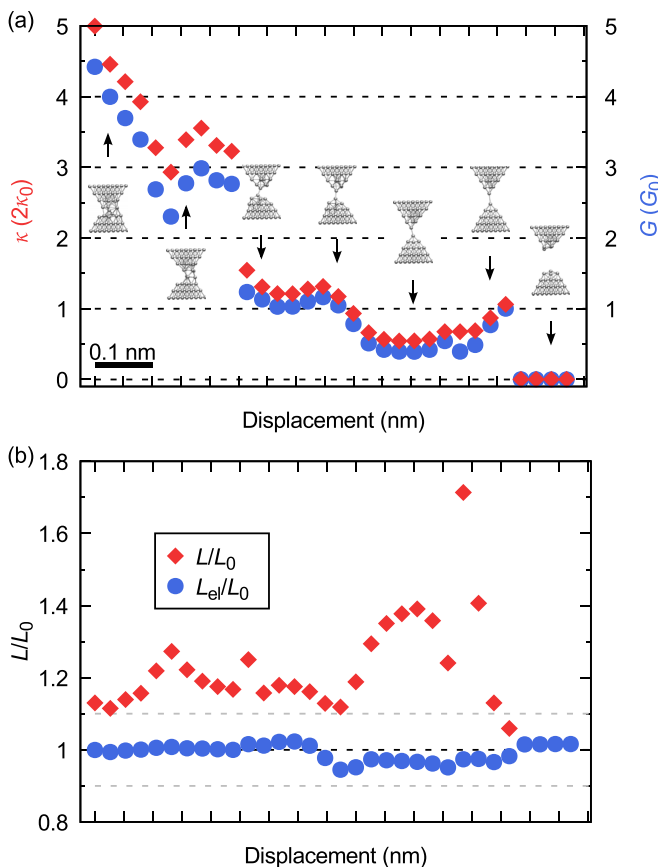 (a)
5
4
3
2
1
0
κ (2κ0)
5
4
3
2
1
0
G (G0)
0.1 nm
Displacement (nm)
(b)
1.8
1.6
1.4
1.2
1
0.8
L/L0
L/L0
Lel/L0
Displacement (nm)